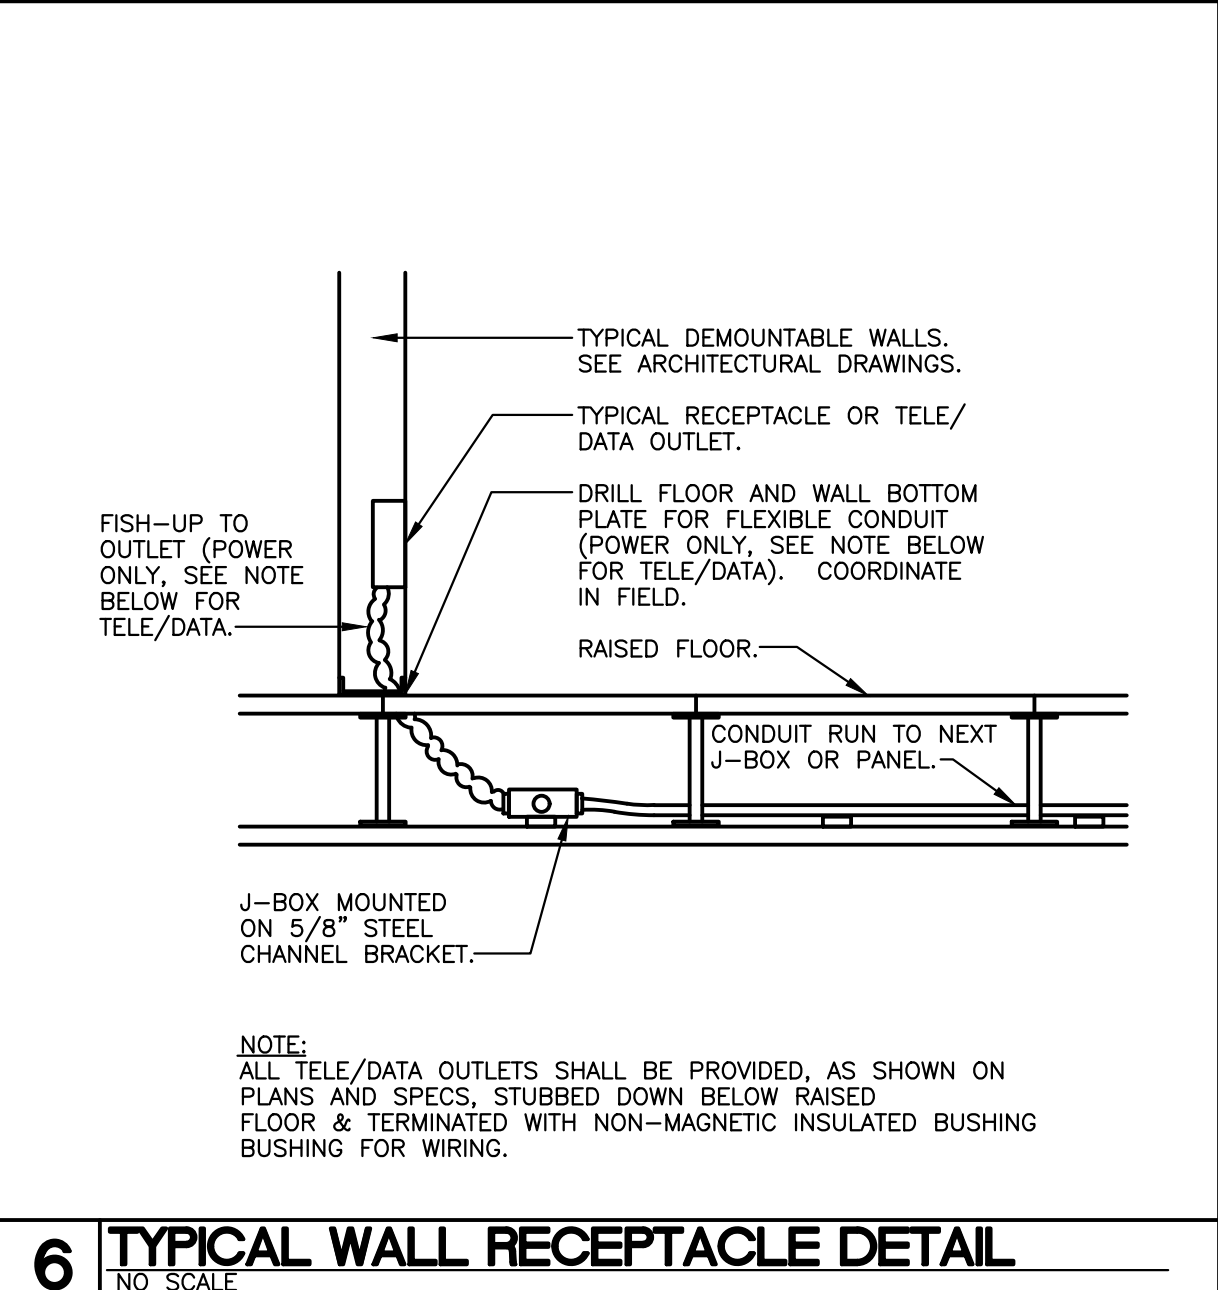 TYPICAL DEMOUNTABLE WALLS.
SEE ARCHITECTURAL DRAWINGS.
TYPICAL RECEPTACLE OR TELE/
DATA OUTLET.
DRILL FLOOR AND WALL BOTTOM
PLATE FOR FLEXIBLE CONDUIT
(POWER ONLY, SEE NOTE BELOW
FOR TELE/DATA). COORDINATE
IN FIELD.
FISH-UP TO
OUTLET (POWER
ONLY, SEE NOTE
BELOW FOR
TELE/DATA.
RAISED FLOOR.
CONDUIT RUN TO NEXT
J-BOX OR PANEL.
J-BOX MOUNTED
ON 5/8" STEEL
CHANNEL BRACKET.
NOTE:
ALL TELE/DATA OUTLETS SHALL BE PROVIDED, AS SHOWN ON
PLANS AND SPECS, STUBBED DOWN BELOW RAISED
FLOOR & TERMINATED WITH NON-MAGNETIC INSULATED BUSHING
BUSHING FOR WIRING.
6
TYPICAL WALL RECEPTACLE DETAIL
NO SCALE